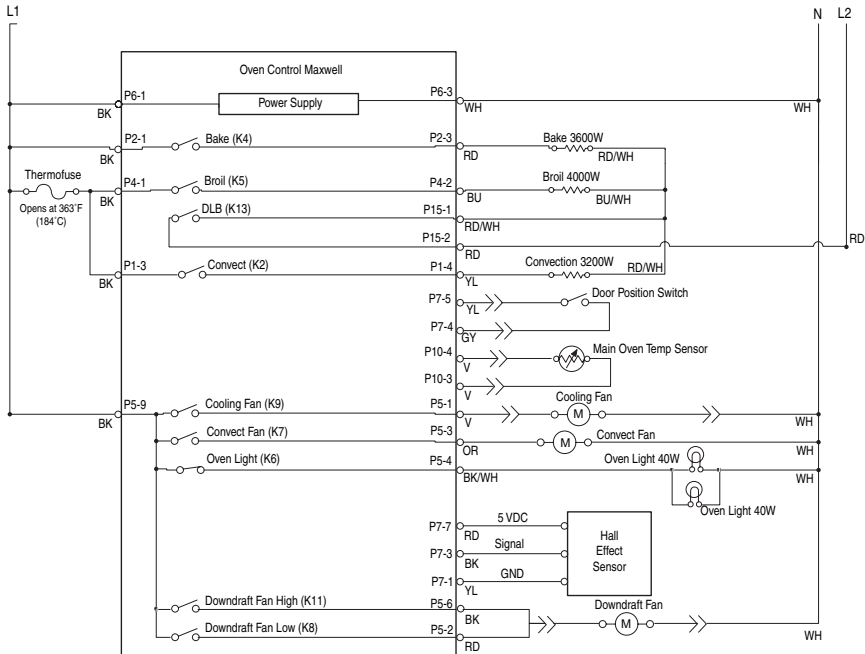 L1
N
L2
Oven Control Maxwell
P6-1
Power Supply
P6-3
BK
WH
WH
P2-1
Bake (K4)
P2-3
Bake 3600W
BK
RD
RD/WH
Thermofuse
P4-1
Broil (K5)
P4-2
Broil 4000W
Opens at 363˚F
(184˚C)
BK
BU
BU/WH
DLB (K13)
P15-1
RD/WH
P15-2
RD
RD
P1-3
Convect (K2)
P1-4
Convection 3200W
RD/WH
BK
YL
P7-5
YL
Door Position Switch
P7-4
GY
P10-4
Main Oven Temp Sensor
V
P10-3
V
P5-9
Cooling Fan (K9)
P5-1
Cooling Fan
BK
V
M
WH
Convect Fan (K7)
P5-3
Convect Fan
OR
M
WH
Oven Light (K6)
P5-4
Oven Light 40W
BK/WH
WH
Oven Light 40W
P7-7
5 VDC
RD
P7-3
Signal
BK
P7-1
GND
YL
Hall
Effect
Sensor
Downdraft Fan High (K11)
P5-6
Downdraft Fan
BK
M
Downdraft Fan Low (K8)
P5-2
RD
WH